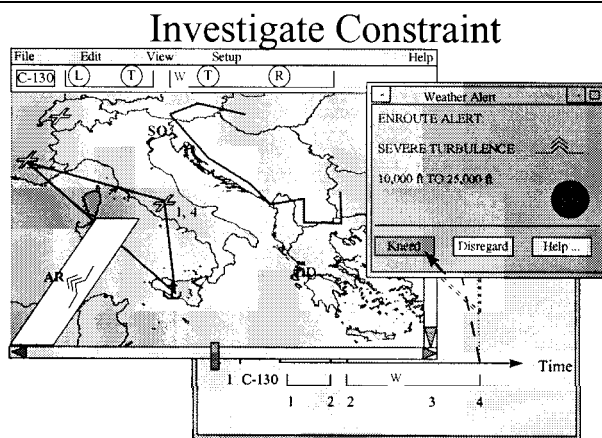 Investigate Constraint
File Edit View Setup Help
C-130 L T W T R
Weather Alert
ENROUTE ALERT:
SEVERE TURBULENCE
10,000 ft TO 25,000 ft
Kneed Disregard Help ...
SO
1, 4
AR
3
Time
1 C-130 W
1 2 2 3 4